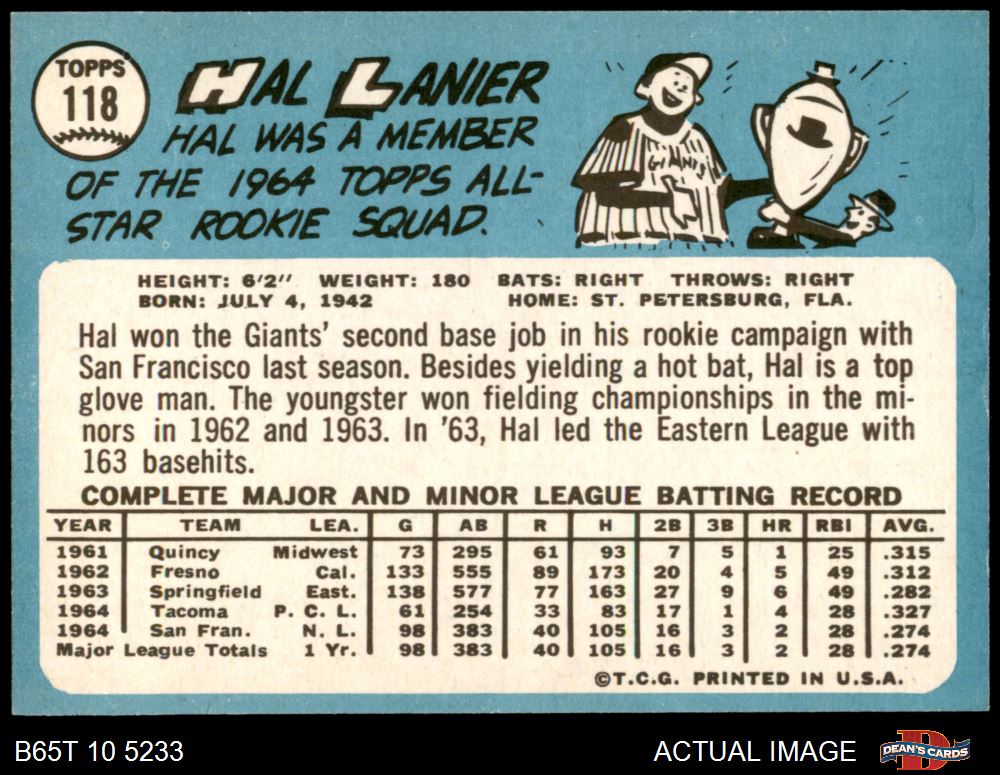 TOPPS
118
HAL LANIER
HAL WAS A MEMBER
OF THE 1964 TOPPS ALL-
STAR ROOKIE SQUAD.
GIANTS
HEIGHT: 6'2" WEIGHT: 180 BATS: RIGHT THROWS: RIGHT
BORN: JULY 4, 1942 HOME: ST. PETERSBURG, FLA.
Hal won the Giants' second base job in his rookie campaign with
San Francisco last season. Besides yielding a hot bat, Hal is a top
glove man. The youngster won fielding championships in the mi-
nors in 1962 and 1963. In '63, Hal led the Eastern League with
163 basehits.
COMPLETE MAJOR AND MINOR LEAGUE BATTING RECORD
YEAR TEAM LEA. G AB R H 2B 3B HR RBI AVG.
1961 Quincy Midwest 73 295 61 93 7 5 1 25 .315
1962 Fresno Cal. 133 555 89 173 20 4 5 49 .312
1963 Springfield East. 138 577 77 163 27 9 6 49 .282
1964 Tacoma P. C. L. 61 254 33 83 17 1 4 28 .327
1964 San Fran. N. L. 98 383 40 105 16 3 2 28 .274
Major League Totals 1 Yr. 98 383 40 105 16 3 2 28 .274
©T.C.G. PRINTED IN U.S.A.
B65T 10 5233 ACTUAL IMAGE DEAN'S CARDS